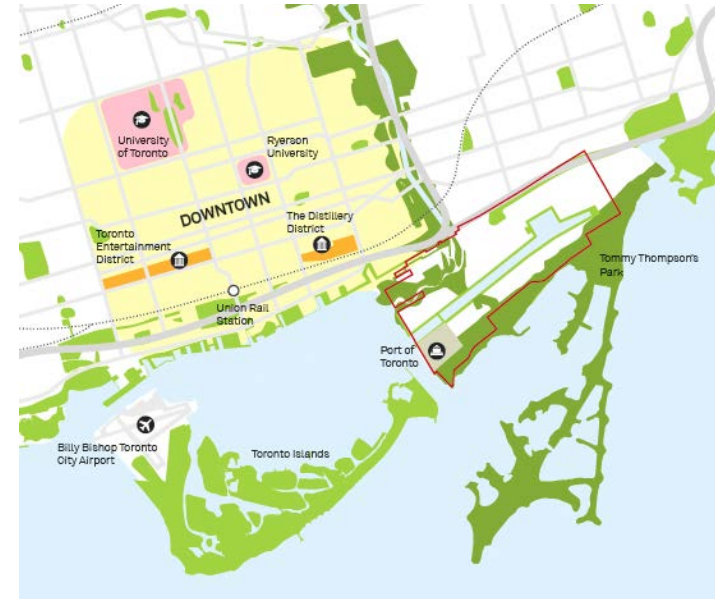 University
of Toronto
Ryerson
University
DOWNTOWN
The Distillery
District
Toronto
Entertainment
District
Union Rail
Station
Tommy Thompson's
Park
Port of
Toronto
Billy Bishop Toronto
City Airport
Toronto Islands